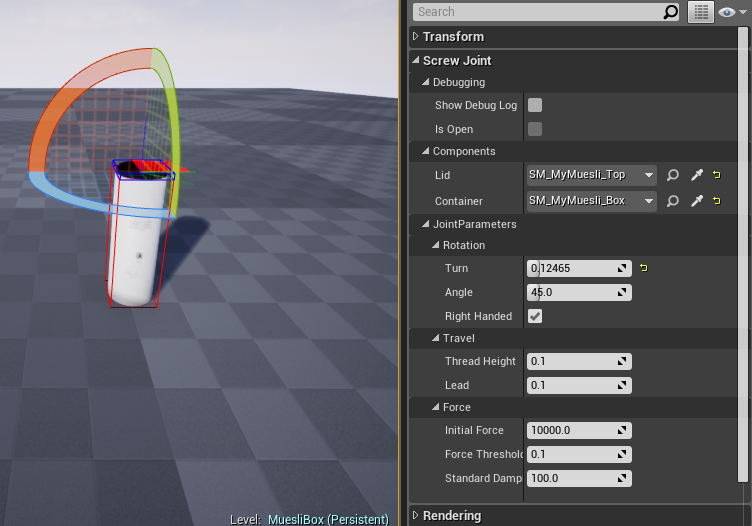 Search
Transform
Screw Joint
Debugging
Show Debug Log
Is Open
Components
Lid SM_MyMuesli_Top
Container SM_MyMuesli_Box
JointParameters
Rotation
Turn 0.12465
Angle 45.0
Right Handed
Travel
Thread Height 0.1
Lead 0.1
Force
Initial Force 10000.0
Force Threshol 0.1
Standard Damp 100.0
Rendering
Level: MuesliBox (Persistent)